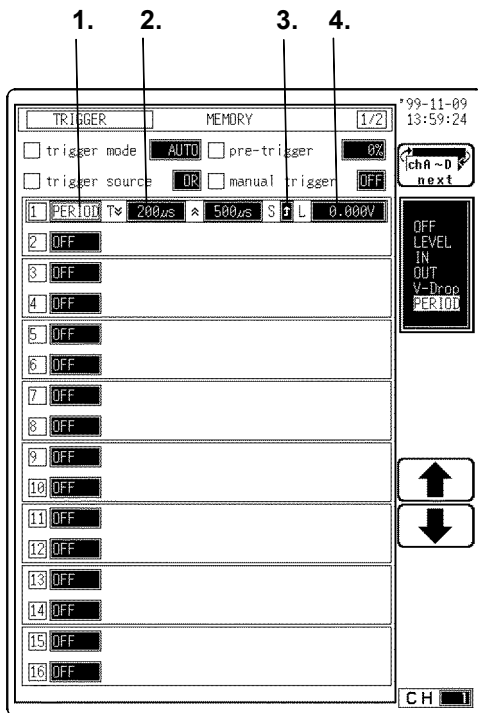 1. 2. 3. 4.
TRIGGER MEMORY 1/2
'99-11-09
13:59:24
trigger mode AUTO pre-trigger 0%
trigger source OR manual trigger OFF
chA~D
next
1 PERIOD T 200μs 500μs S L 0.000V
OFF
LEVEL
IN
OUT
V-Drop
PERIOD
2 OFF
3 OFF
4 OFF
5 OFF
6 OFF
7 OFF
8 OFF
9 OFF
10 OFF
11 OFF
12 OFF
13 OFF
14 OFF
15 OFF
16 OFF
CH 1